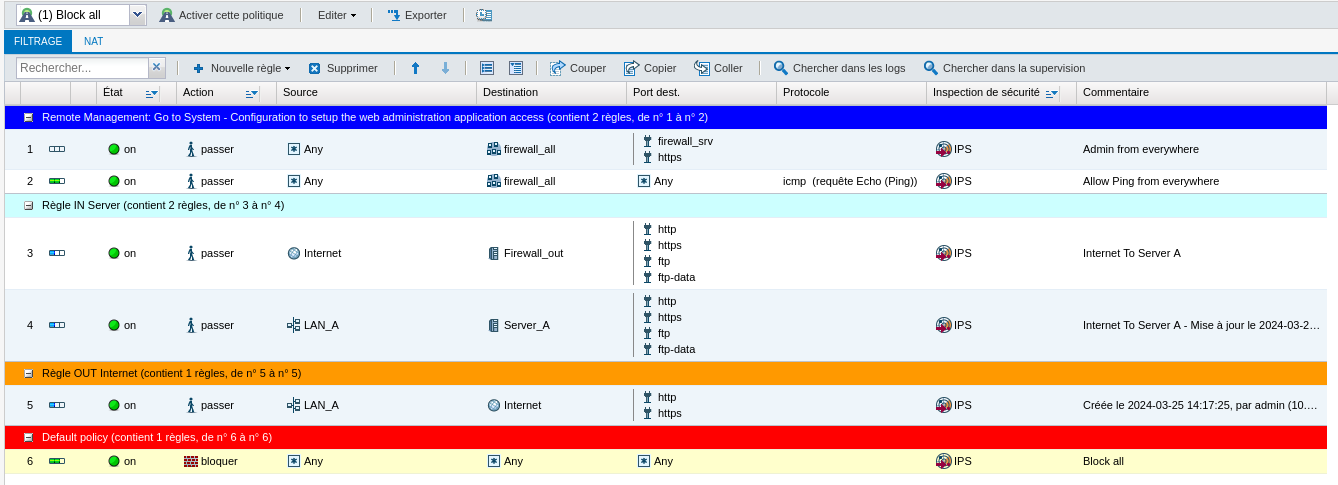 (1) Block all Activer cette politique Editer Exporter
FILTRAGE NAT
Rechercher... Nouvelle règle Supprimer Couper Copier Coller Chercher dans les logs Chercher dans la supervision
État Action Source Destination Port dest. Protocole Inspection de sécurité Commentaire
Remote Management: Go to System - Configuration to setup the web administration application access (contient 2 règles, de n° 1 à n° 2)
1 on passer Any firewall_all firewall_srv IPS Admin from everywhere
https
2 on passer Any firewall_all Any icmp (requête Echo (Ping)) IPS Allow Ping from everywhere
Règle IN Server (contient 2 règles, de n° 3 à n° 4)
3 on passer Internet Firewall_out http IPS Internet To Server A
https
ftp
ftp-data
4 on passer LAN_A Server_A http IPS Internet To Server A - Mise à jour le 2024-03-2...
https
ftp
ftp-data
Règle OUT Internet (contient 1 règles, de n° 5 à n° 5)
5 on passer LAN_A Internet http IPS Créée le 2024-03-25 14:17:25, par admin (10....
https
Default policy (contient 1 règles, de n° 6 à n° 6)
6 on bloquer Any Any Any IPS Block all